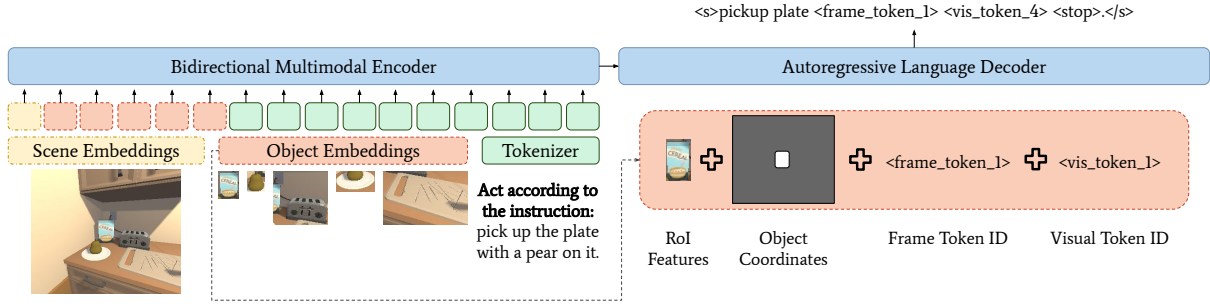 <s>pickup plate <frame_token_1> <vis_token_4> <stop>.</s>
Bidirectional Multimodal Encoder
Autoregressive Language Decoder
Scene Embeddings
Object Embeddings
Tokenizer
Act according to
the instruction:
pick up the plate
with a pear on it.
CEREAL
<frame_token_1>
<vis_token_1>
RoI
Features
Object
Coordinates
Frame Token ID
Visual Token ID